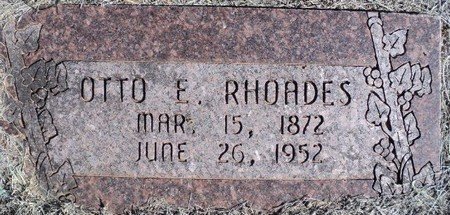 OTTO E. RHOADES
MAR. 15, 1872
JUNE 26, 1952